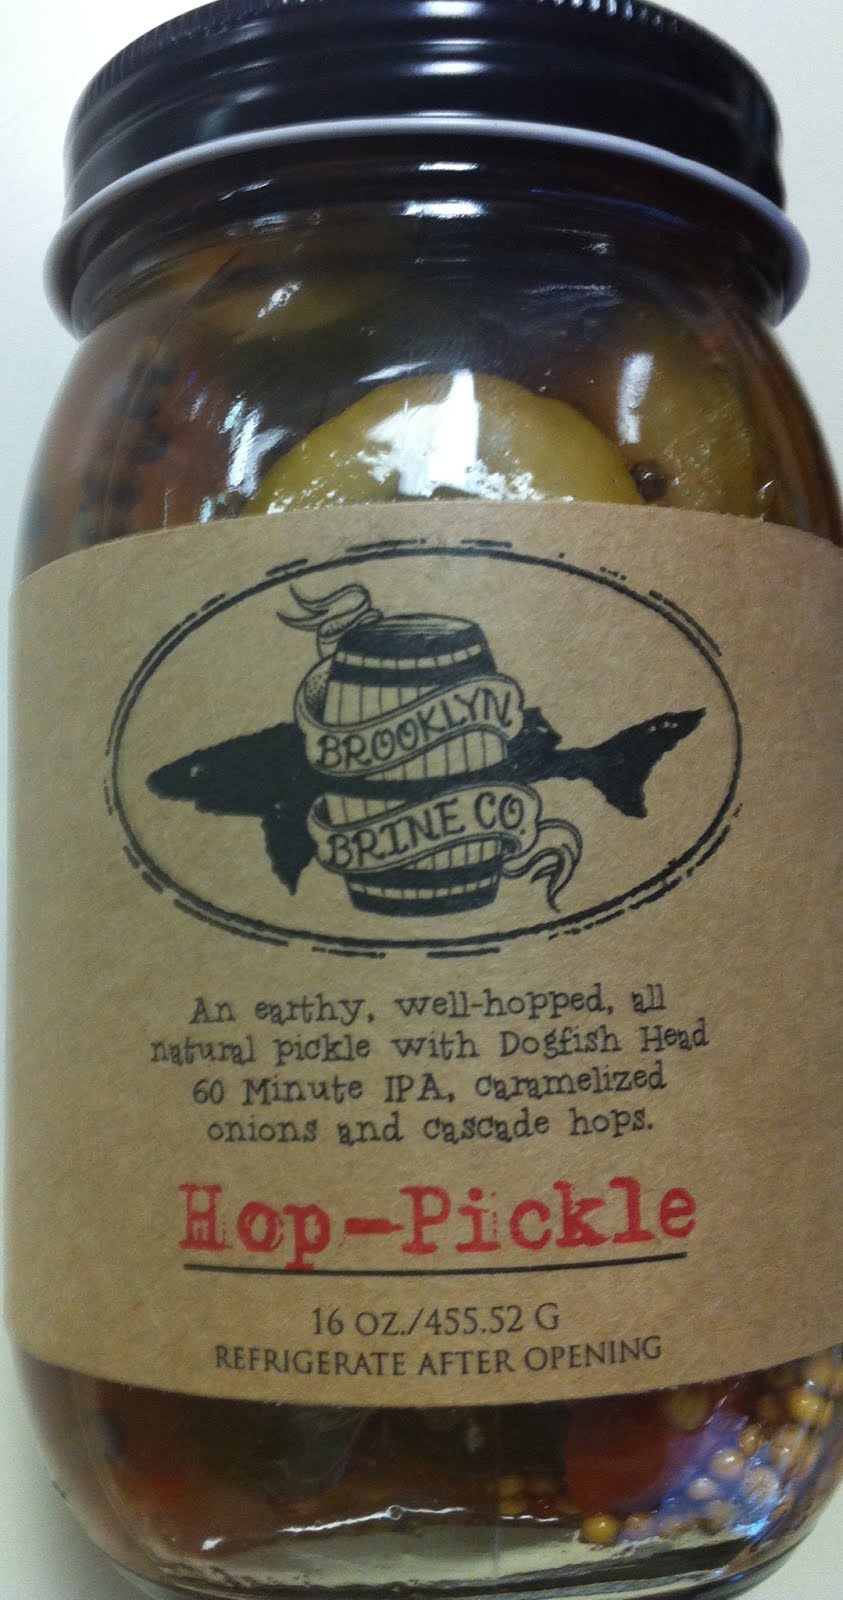 BROOKLYN
BRINE CO.
An earthy, well-hopped, all
natural pickle with Dogfish Head
60 Minute IPA, caramelized
onions and cascade hops.
Hop-Pickle
16 OZ./455.52 G
REFRIGERATE AFTER OPENING